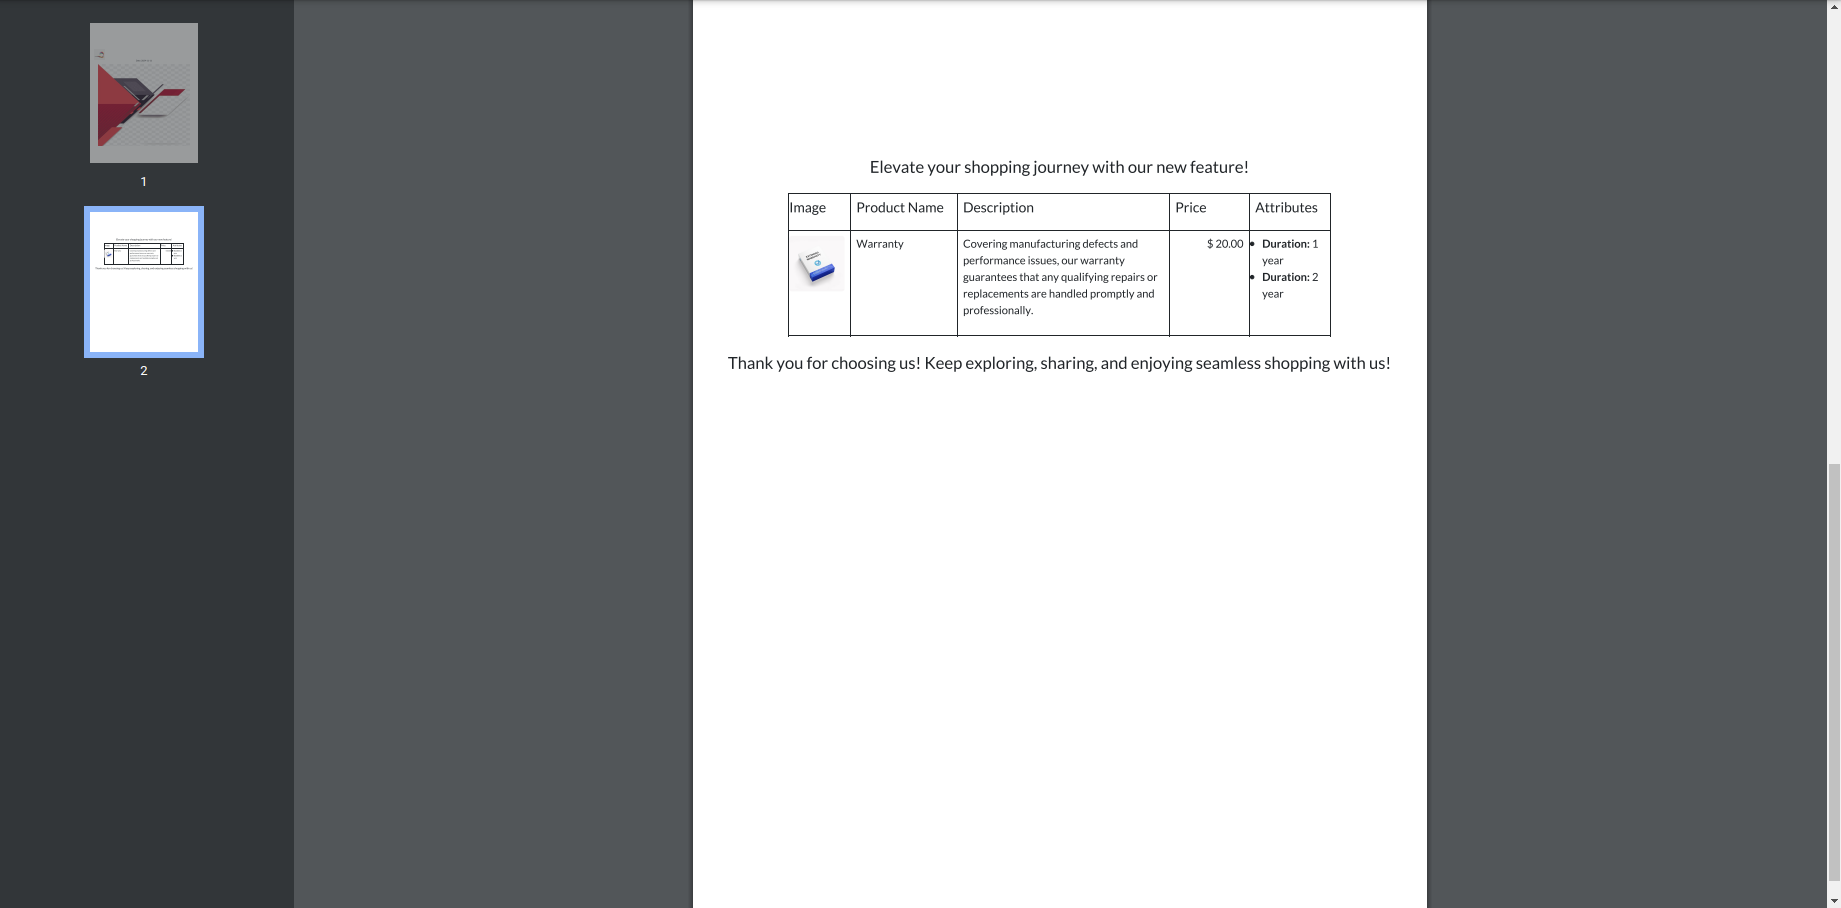 1
2
Elevate your shopping journey with our new feature!
Image Product Name Description Price Attributes
Warranty
Covering manufacturing defects and
performance issues, our warranty
guarantees that any qualifying repairs or
replacements are handled promptly and
professionally.
$ 20.00
• Duration: 1
year
• Duration: 2
year
Thank you for choosing us! Keep exploring, sharing, and enjoying seamless shopping with us!